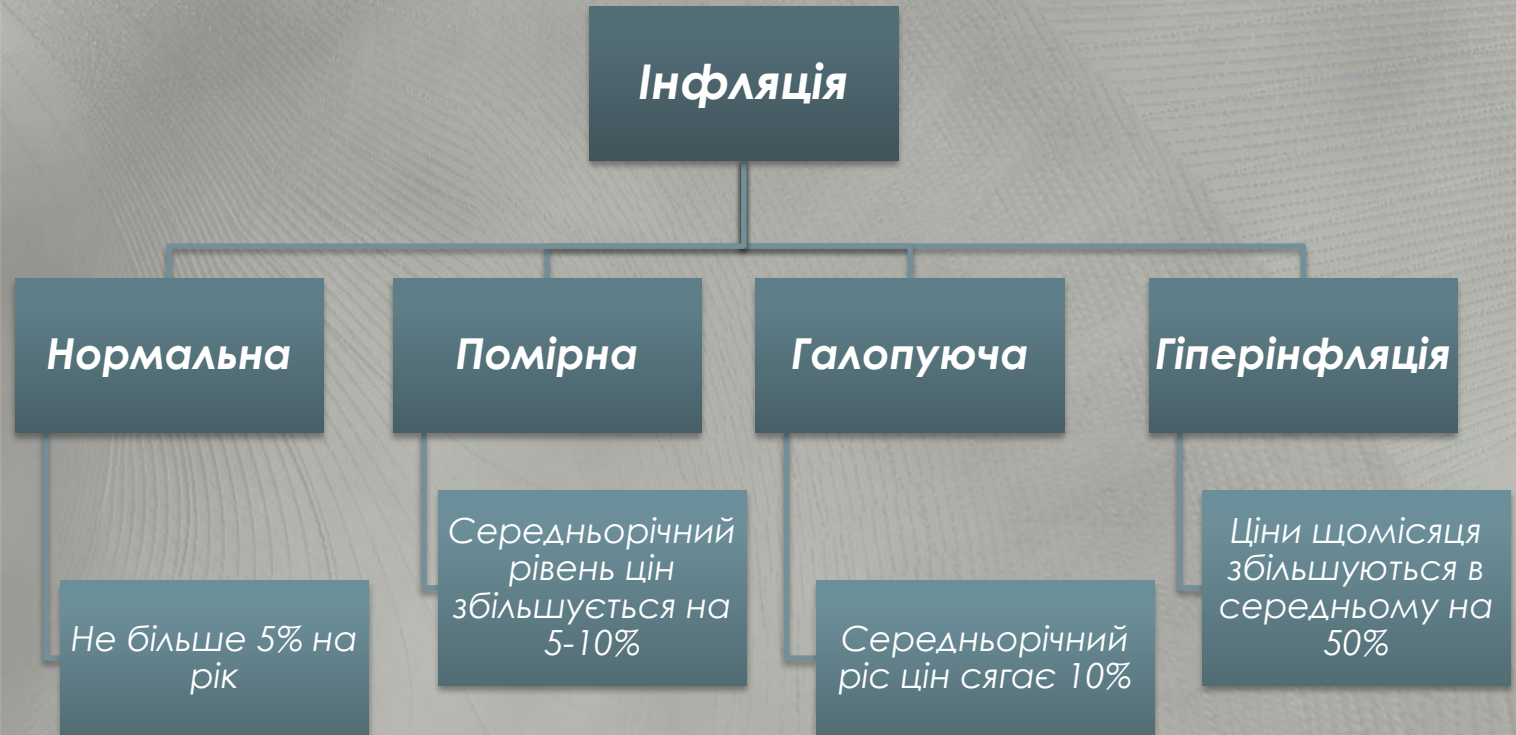 Інфляція
Нормальна
Помірна
Галопуюча
Гіперінфляція
Не більше 5% на
рік
Середньорічний
рівень цін
збільшується на
5-10%
Середньорічний
ріс цін сягає 10%
Ціни щомісяця
збільшуються в
середньому на
50%